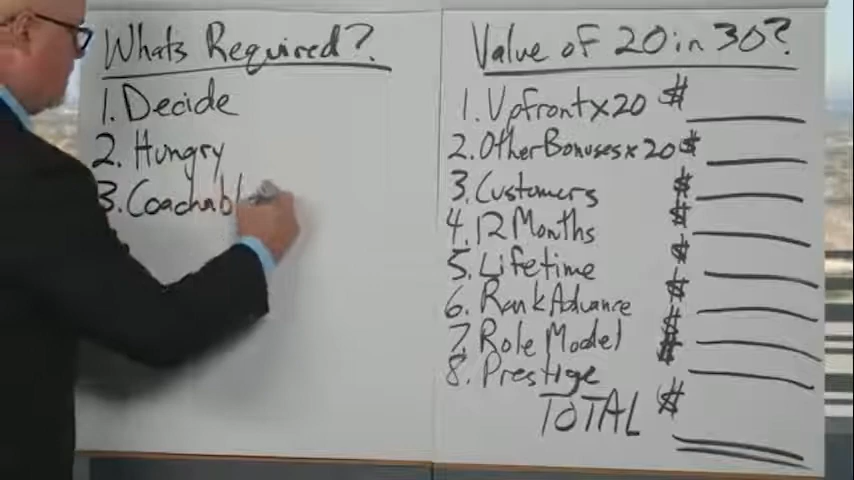 Whats Required?
1. Decide
2. Hungry
3. Coachabl
Value of 20 in 30?
1. Upfront x 20 $
2. Other Bonuses x 20 $
3. Customers $
4. 12 Months $
5. Lifetime $
6. Rank Advance $
7. Role Model $
8. Prestige $
TOTAL $